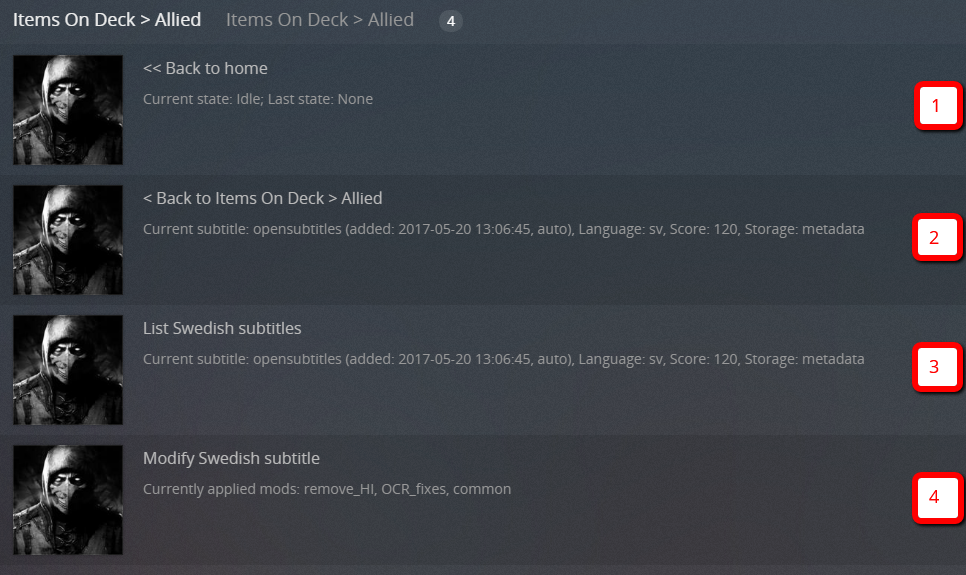 Items On Deck > Allied Items On Deck > Allied 4
<< Back to home
Current state: Idle; Last state: None
1
< Back to Items On Deck > Allied
Current subtitle: opensubtitles (added: 2017-05-20 13:06:45, auto), Language: sv, Score: 120, Storage: metadata
2
List Swedish subtitles
Current subtitle: opensubtitles (added: 2017-05-20 13:06:45, auto), Language: sv, Score: 120, Storage: metadata
3
Modify Swedish subtitle
Currently applied mods: remove_HI, OCR_fixes, common
4